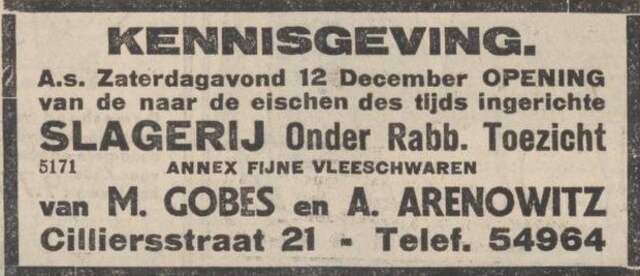 KENNISGEVING.
A.s. Zaterdagavond 12 December OPENING
van de naar de eischen des tijds ingerichte
SLAGERIJ Onder Rabb. Toezicht
5171 ANNEX FIJNE VLEESCHWAREN
van M. GOBES en A. ARENOWITZ
Cilliersstraat 21 - Telef. 54964